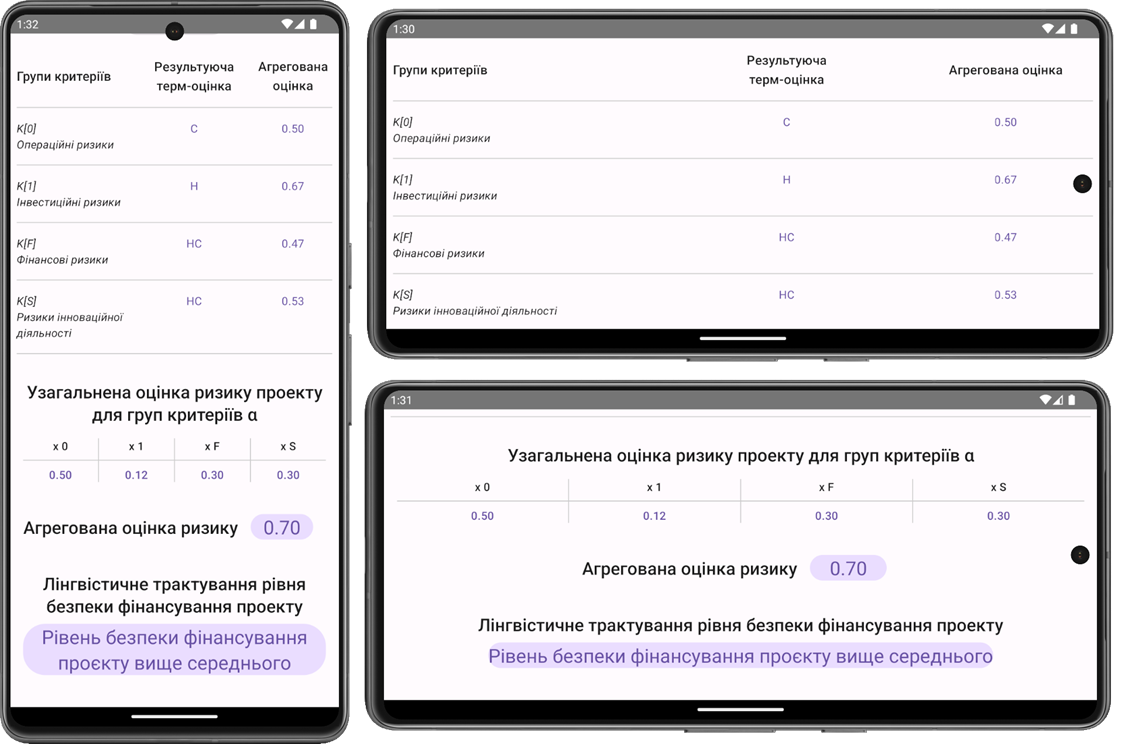 1:32
Групи критеріїв
Результуюча
терм-оцінка
Агрегована
оцінка
K[0]
Операційні ризики
С
0.50
K[1]
Інвестиційні ризики
Н
0.67
K[F]
Фінансові ризики
НС
0.47
K[S]
Ризики інноваційної
діяльності
НС
0.53
Узагальнена оцінка ризику проекту
для груп критеріїв α
x 0 x 1 x F x S
0.50 0.12 0.30 0.30
Агрегована оцінка ризику 0.70
Лінгвістичне трактування рівня
безпеки фінансування проекту
Рівень безпеки фінансування
проєкту вище середнього
1:30
Групи критеріїв
Результуюча
терм-оцінка
Агрегована оцінка
K[0]
Операційні ризики
С
0.50
K[1]
Інвестиційні ризики
Н
0.67
K[F]
Фінансові ризики
НС
0.47
K[S]
Ризики інноваційної діяльності
НС
0.53
1:31
Узагальнена оцінка ризику проекту для груп критеріїв α
x 0 x 1 x F x S
0.50 0.12 0.30 0.30
Агрегована оцінка ризику 0.70
Лінгвістичне трактування рівня безпеки фінансування проекту
Рівень безпеки фінансування проєкту вище середнього